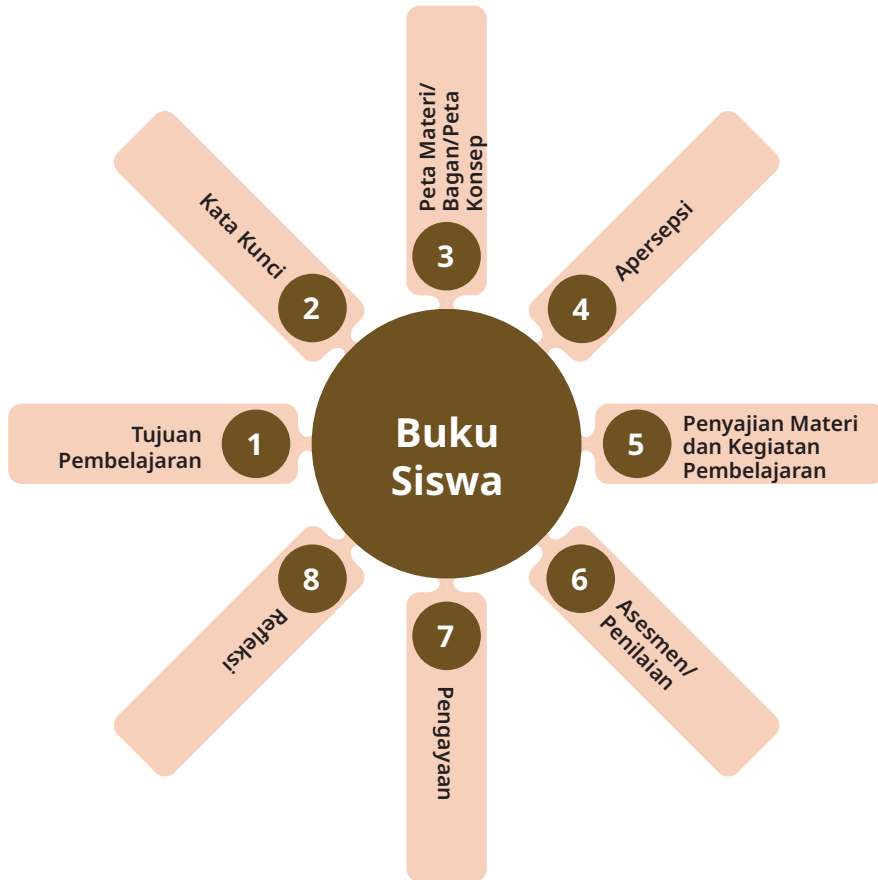 Buku
Siswa
1
Tujuan
Pembelajaran
2
Kata Kunci
3
Peta Materi/
Bagan/Peta
Konsep
4
Apersepsi
5
Penyajian Materi
dan Kegiatan
Pembelajaran
6
Asesmen/
Penilaian
7
Pengayaan
8
Refleksi